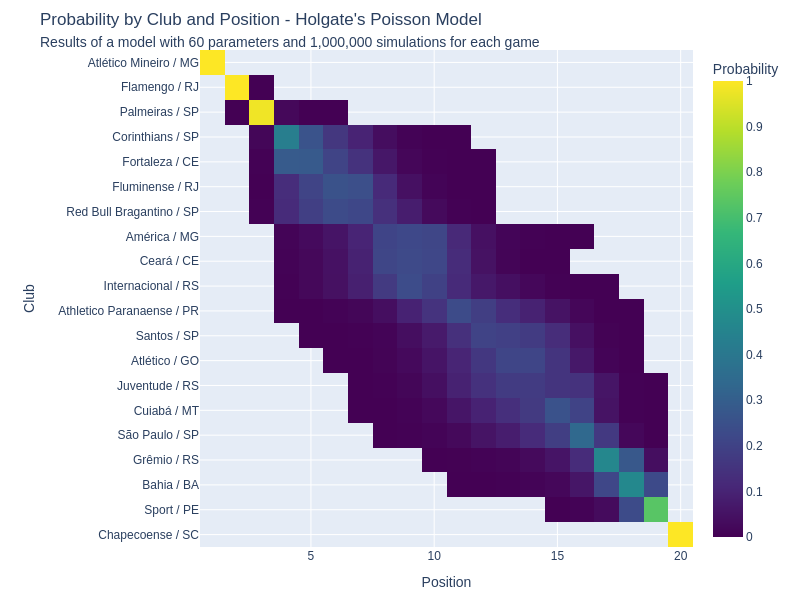 Probability by Club and Position - Holgate's Poisson Model
Results of a model with 60 parameters and 1,000,000 simulations for each game
Probability
Atlético Mineiro / MG
Flamengo / RJ
Palmeiras / SP
Corinthians / SP
Fortaleza / CE
Fluminense / RJ
Red Bull Bragantino / SP
América / MG
Ceará / CE
Internacional / RS
Athletico Paranaense / PR
Santos / SP
Atlético / GO
Juventude / RS
Cuiabá / MT
São Paulo / SP
Grêmio / RS
Bahia / BA
Sport / PE
Chapecoense / SC
Club
5
10
15
20
Position
1
0.9
0.8
0.7
0.6
0.5
0.4
0.3
0.2
0.1
0